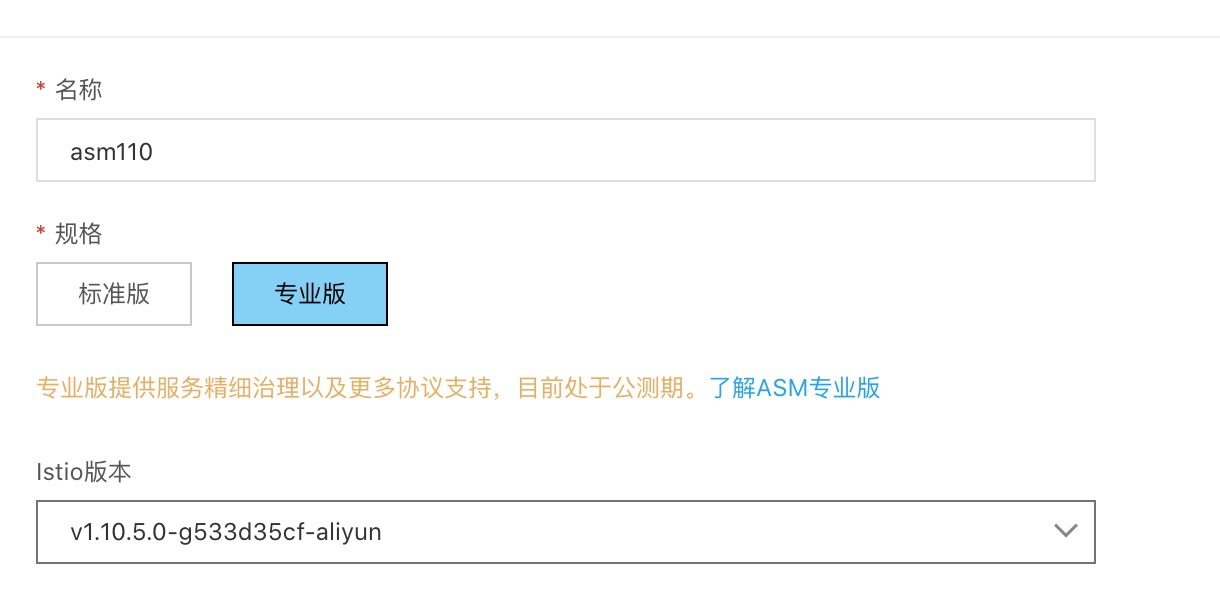 * 名称
asm110
* 规格
标准版 专业版
专业版提供服务精细治理以及更多协议支持，目前处于公测期。了解ASM专业版
Istio版本
v1.10.5.0-g533d35cf-aliyun